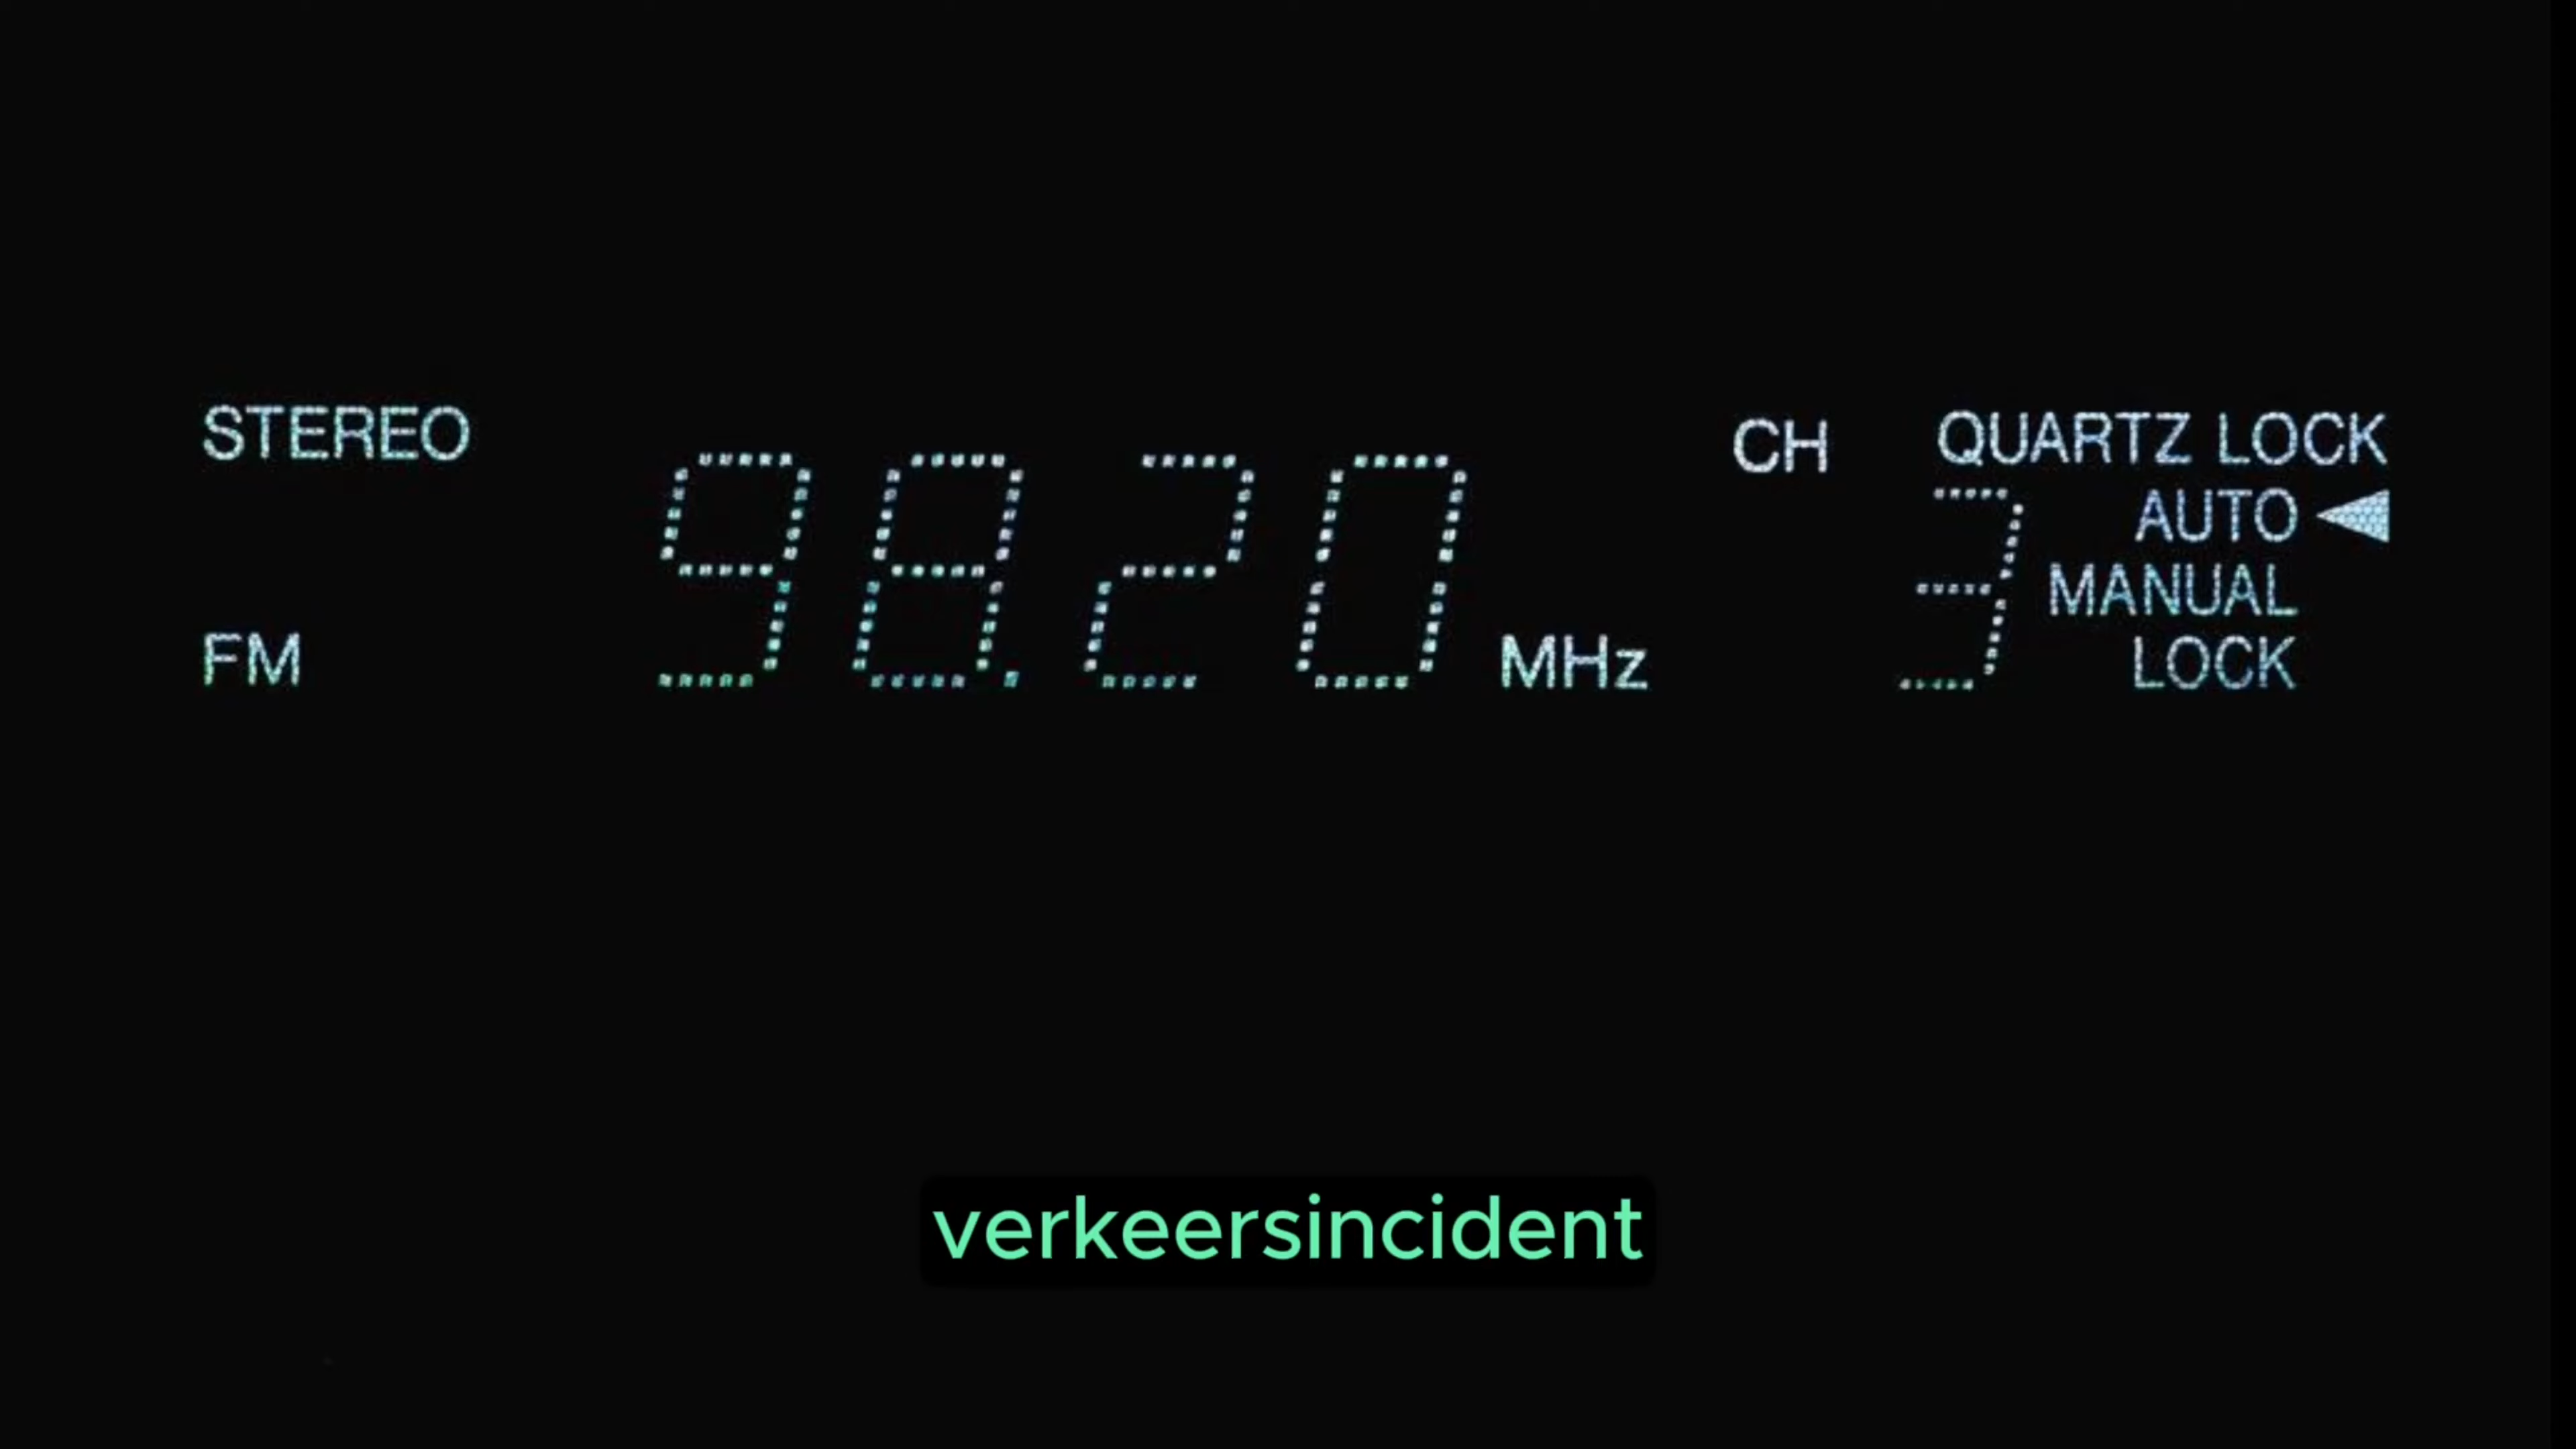 STEREO
FM
98.20 MHz
CH 3
QUARTZ LOCK
AUTO
MANUAL
LOCK
verkeersincident